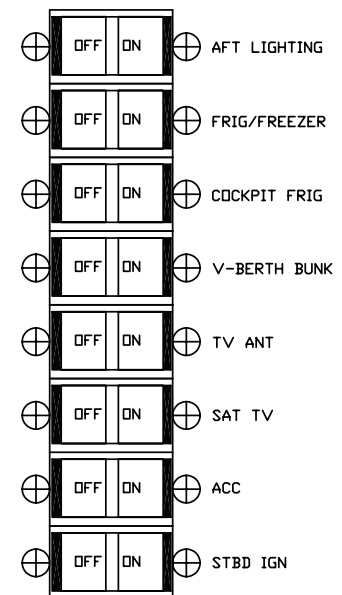 OFF ON AFT LIGHTING
OFF ON FRIG/FREEZER
OFF ON COCKPIT FRIG
OFF ON V-BERTH BUNK
OFF ON TV ANT
OFF ON SAT TV
OFF ON ACC
OFF ON STBD IGN